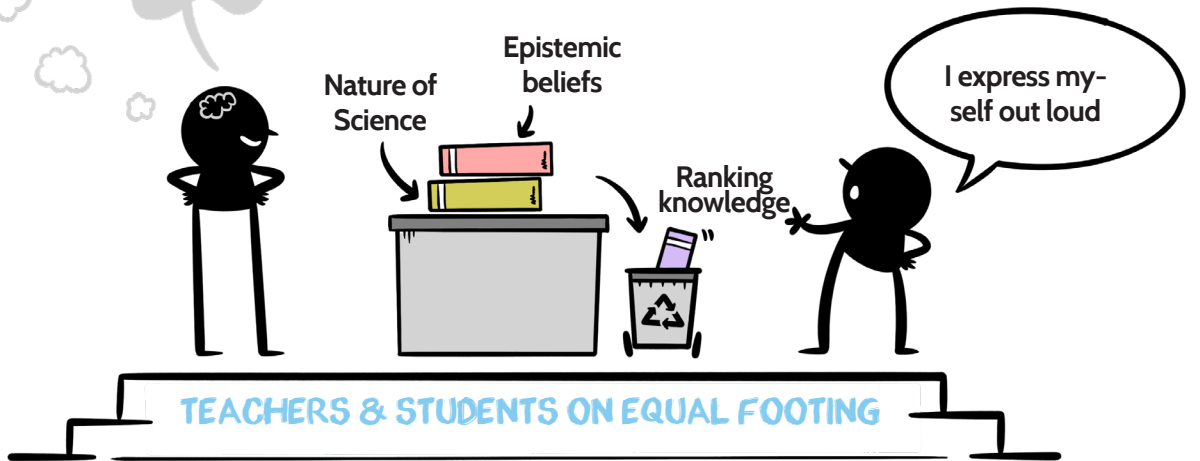 Epistemic
beliefs
Nature of
Science
I express my-
self out loud
Ranking
knowledge
TEACHERS & STUDENTS ON EQUAL FOOTING